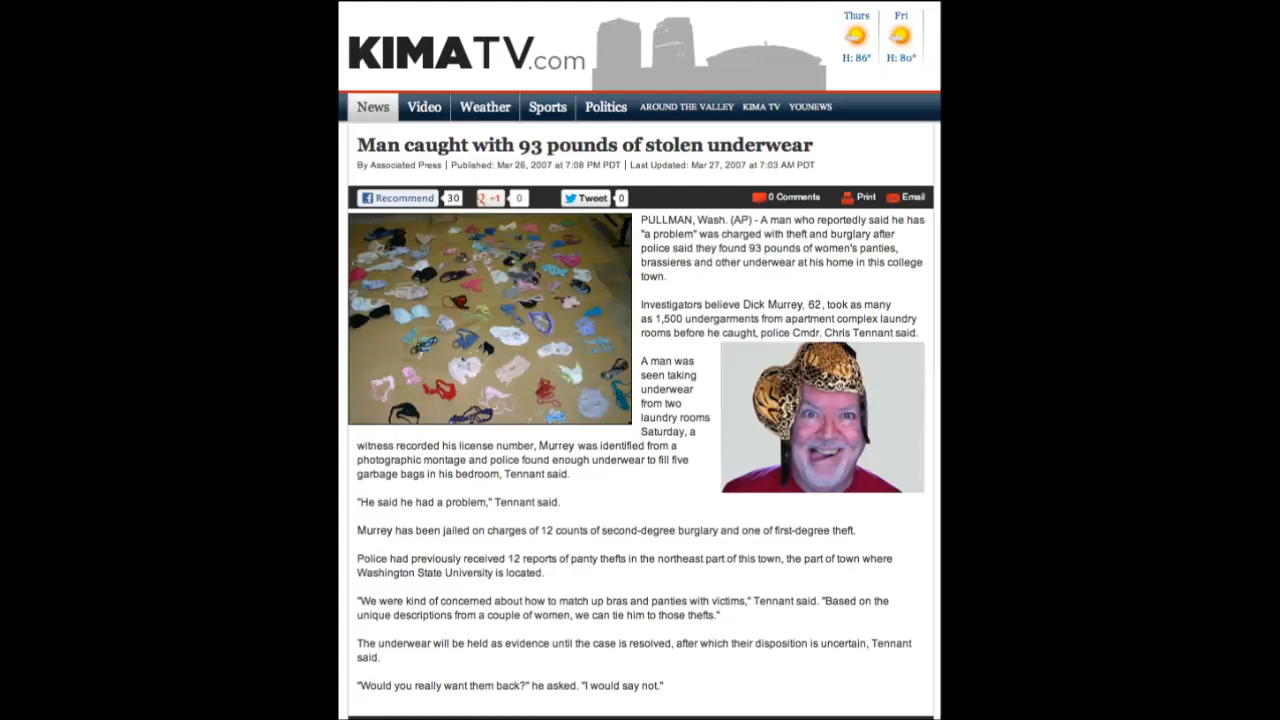 Thurs Fri
KIMATV.com
H: 86° H: 80°
News Video Weather Sports Politics AROUND THE VALLEY KIMA TV YOUNEWS
Man caught with 93 pounds of stolen underwear
By Associated Press | Published: Mar 26, 2007 at 7:08 PM PDT | Last Updated: Mar 27, 2007 at 7:03 AM PDT
Recommend 30 +1 0 Tweet 0 0 Comments Print Email
PULLMAN, Wash. (AP) - A man who reportedly said he has
"a problem" was charged with theft and burglary after
police said they found 93 pounds of women's panties,
brassieres and other underwear at his home in this college
town.
Investigators believe Dick Murrey, 62, took as many
as 1,500 undergarments from apartment complex laundry
rooms before he caught, police Cmdr. Chris Tennant said.
A man was
seen taking
underwear
from two
laundry rooms
Saturday, a
witness recorded his license number, Murrey was identified from a
photographic montage and police found enough underwear to fill five
garbage bags in his bedroom, Tennant said.
"He said he had a problem," Tennant said.
Murrey has been jailed on charges of 12 counts of second-degree burglary and one of first-degree theft.
Police had previously received 12 reports of panty thefts in the northeast part of this town, the part of town where
Washington State University is located.
"We were kind of concerned about how to match up bras and panties with victims," Tennant said. "Based on the
unique descriptions from a couple of women, we can tie him to those thefts."
The underwear will be held as evidence until the case is resolved, after which their disposition is uncertain, Tennant
said.
"Would you really want them back?" he asked. "I would say not."